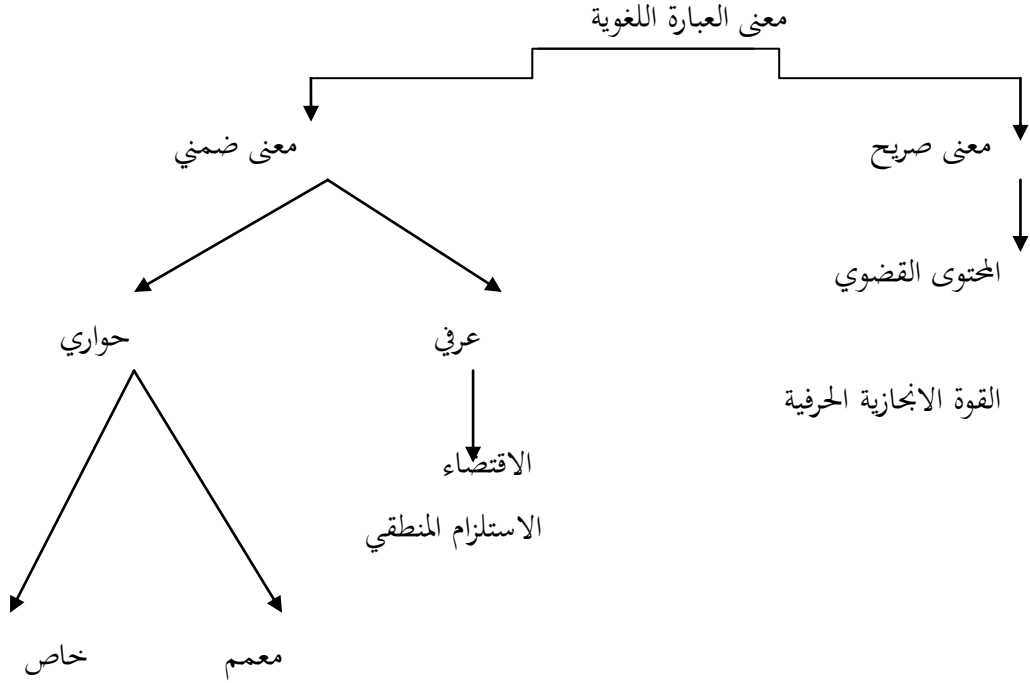 معنى العبارة اللغوية
معنى صريح
معنى ضمني
المحتوى القضوي
عرفي
حواري
القوة الانجازية الحرفية
الاقتضاء
الاستلزام المنطقي
معمم
خاص